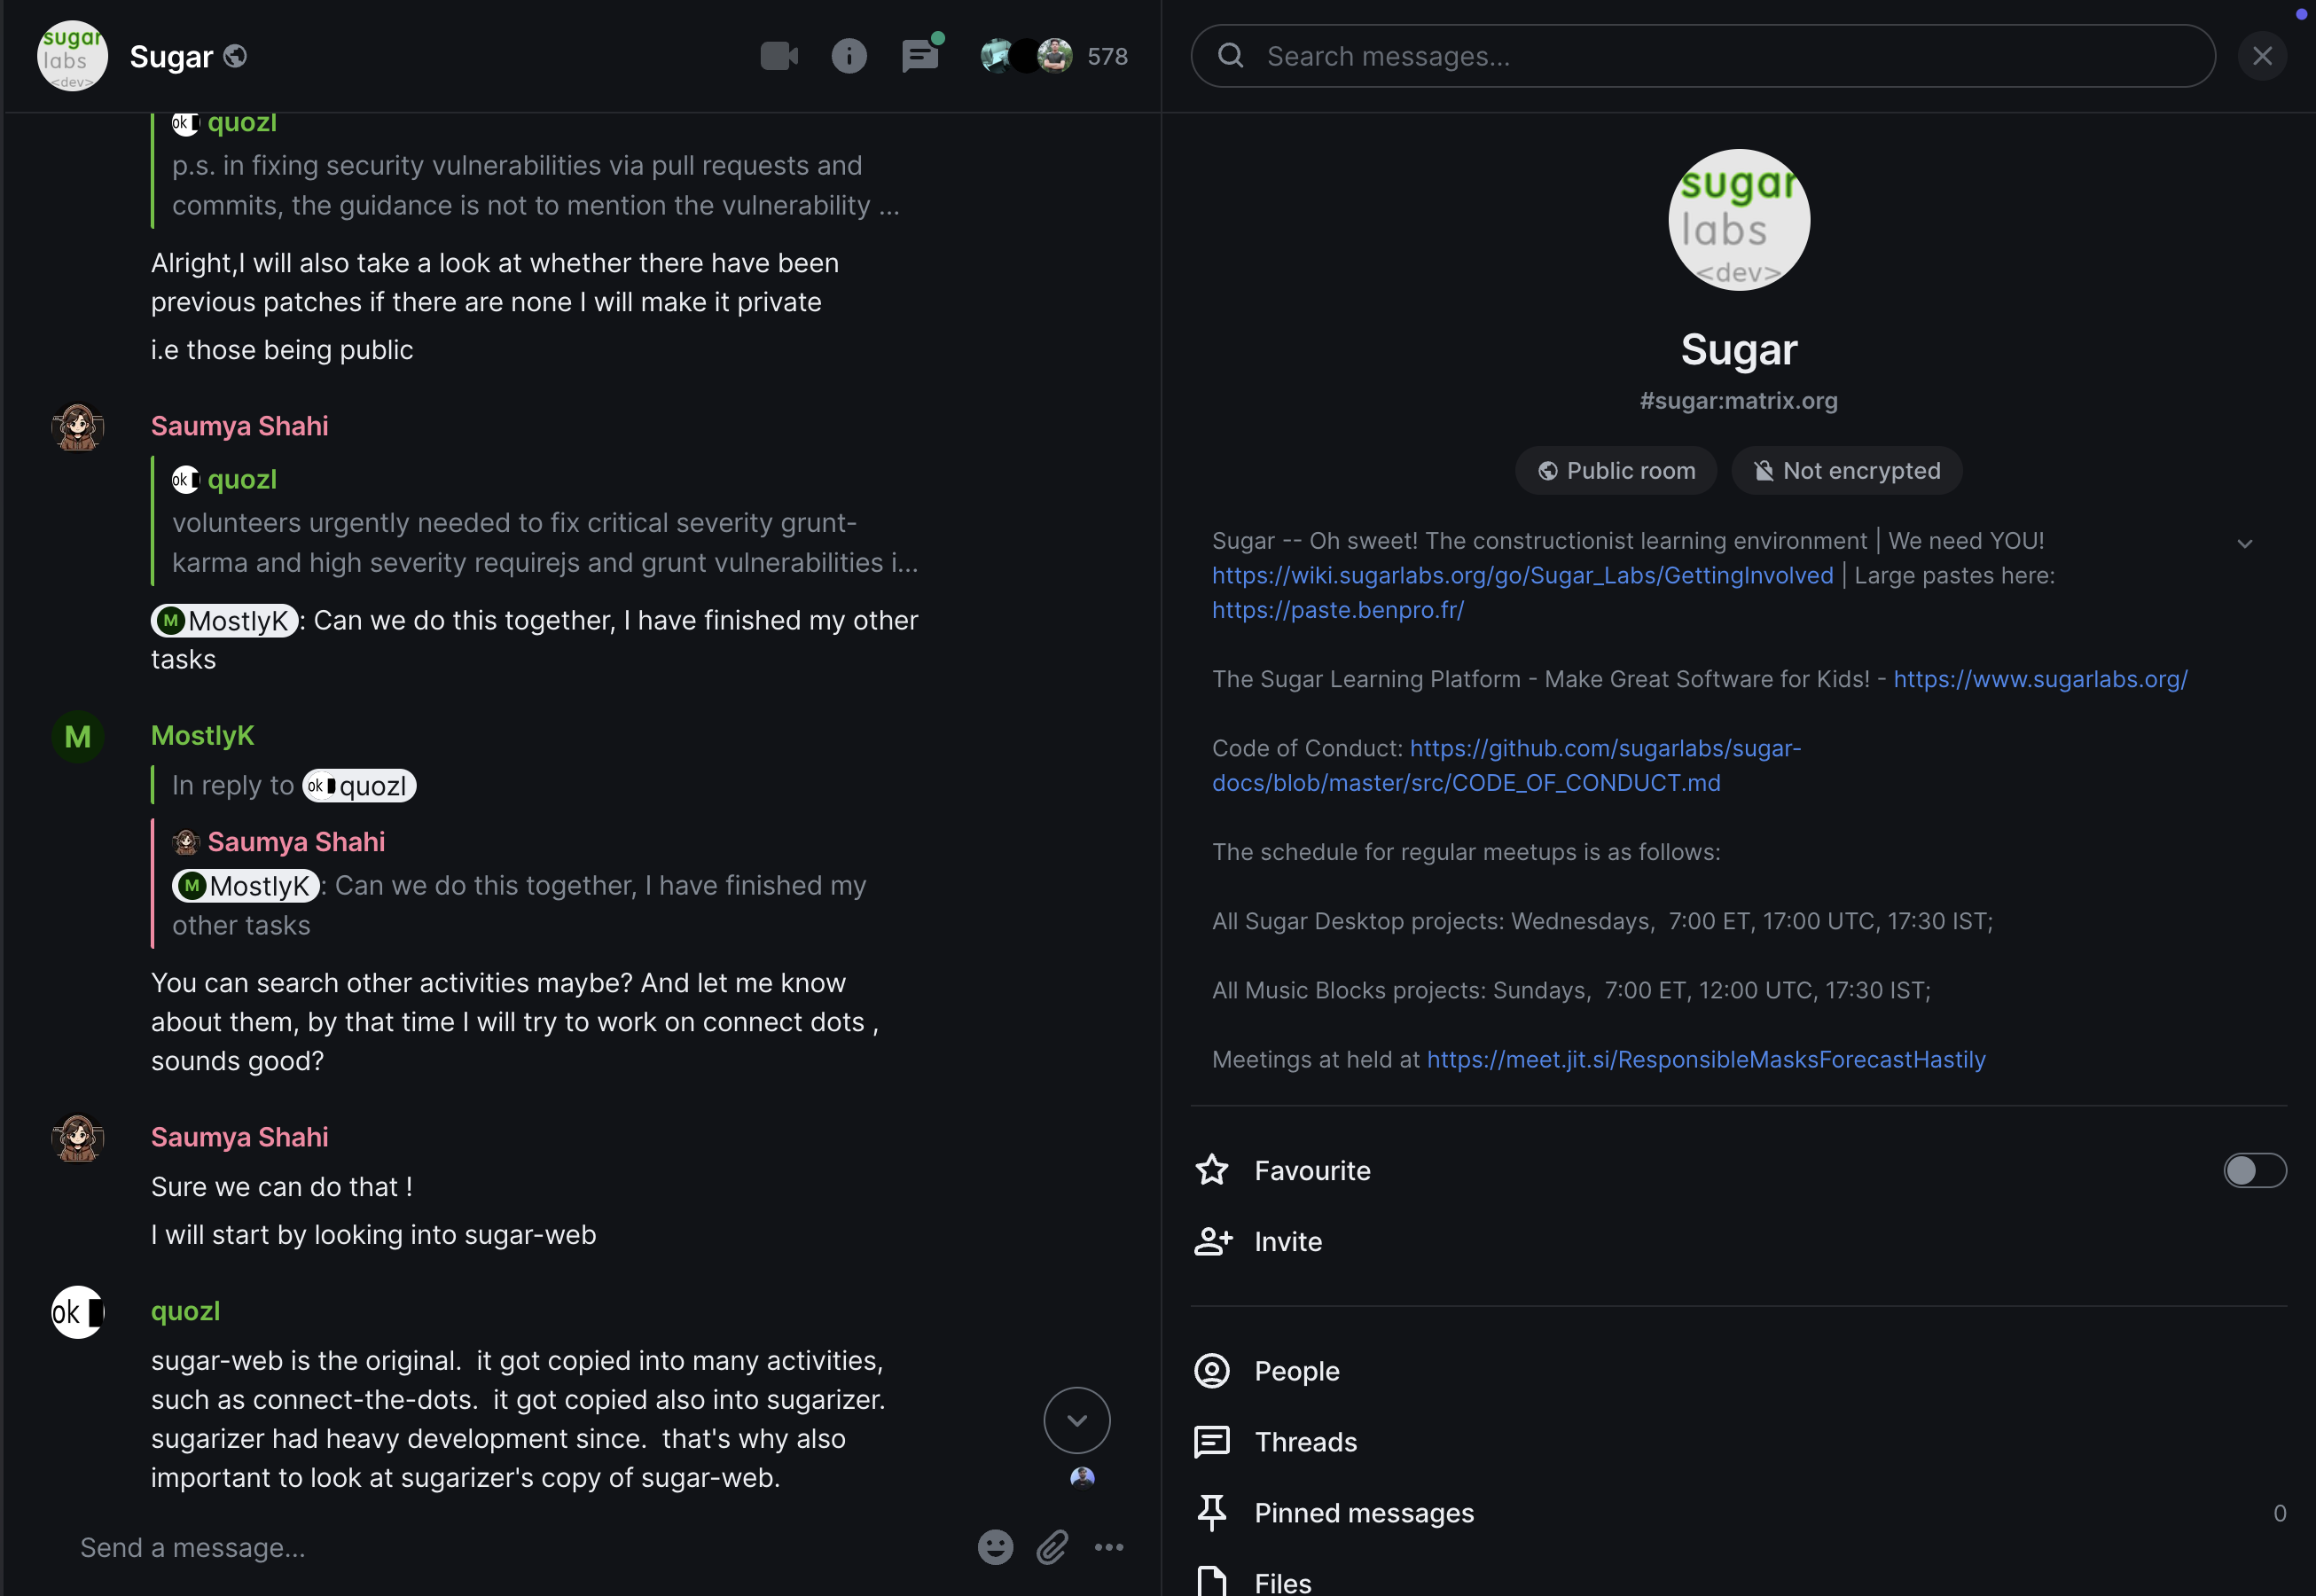 sugar
labs
<dev>
Sugar
578
Search messages...
ok quozl
p.s. in fixing security vulnerabilities via pull requests and
commits, the guidance is not to mention the vulnerability ...
Alright,I will also take a look at whether there have been
previous patches if there are none I will make it private
i.e those being public
Saumya Shahi
ok quozl
volunteers urgently needed to fix critical severity grunt-
karma and high severity requirejs and grunt vulnerabilities i...
M MostlyK: Can we do this together, I have finished my other
tasks
M
MostlyK
In reply to ok quozl
Saumya Shahi
M MostlyK: Can we do this together, I have finished my
other tasks
You can search other activities maybe? And let me know
about them, by that time I will try to work on connect dots ,
sounds good?
Saumya Shahi
Sure we can do that !
I will start by looking into sugar-web
ok
quozl
sugar-web is the original.  it got copied into many activities,
such as connect-the-dots.  it got copied also into sugarizer.
sugarizer had heavy development since.  that's why also
important to look at sugarizer's copy of sugar-web.
Send a message...
sugar
labs
<dev>
Sugar
#sugar:matrix.org
Public room
Not encrypted
Sugar -- Oh sweet! The constructionist learning environment | We need YOU!
https://wiki.sugarlabs.org/go/Sugar_Labs/GettingInvolved | Large pastes here:
https://paste.benpro.fr/
The Sugar Learning Platform - Make Great Software for Kids! - https://www.sugarlabs.org/
Code of Conduct: https://github.com/sugarlabs/sugar-
docs/blob/master/src/CODE_OF_CONDUCT.md
The schedule for regular meetups is as follows:
All Sugar Desktop projects: Wednesdays,  7:00 ET, 17:00 UTC, 17:30 IST;
All Music Blocks projects: Sundays,  7:00 ET, 12:00 UTC, 17:30 IST;
Meetings at held at https://meet.jit.si/ResponsibleMasksForecastHastily
Favourite
Invite
People
Threads
Pinned messages
0
Files